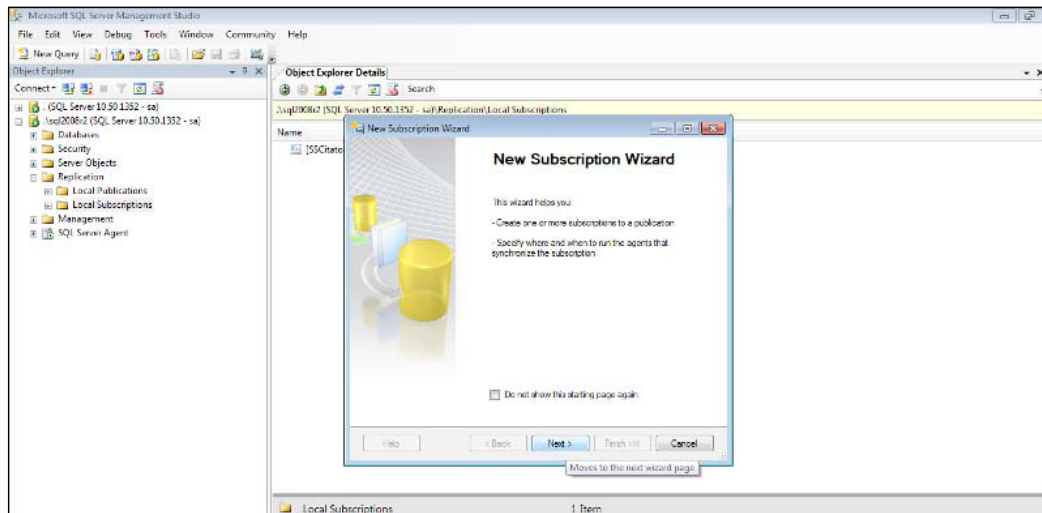 Microsoft SQL Server Management Studio
File Edit View Debug Tools Window Community Help
New Query
Object Explorer
Connect
. (SQL Server 10.50.1352 - sa)
.\sql2008r2 (SQL Server 10.50.1352 - sa)
Databases
Security
Server Objects
Replication
Local Publications
Local Subscriptions
Management
SQL Server Agent
Object Explorer Details
Search
.\sql2008r2 (SQL Server 10.50.1352 - sa)\Replication\Local Subscriptions
Name
New Subscription Wizard
New Subscription Wizard
This wizard helps you:
- Create one or more subscriptions to a publication
- Specify where and when to run the agents that
synchronize the subscription
Do not show this starting page again.
Help < Back Next > Finish >>| Cancel
Moves to the next wizard page
Local Subscriptions 1 Item